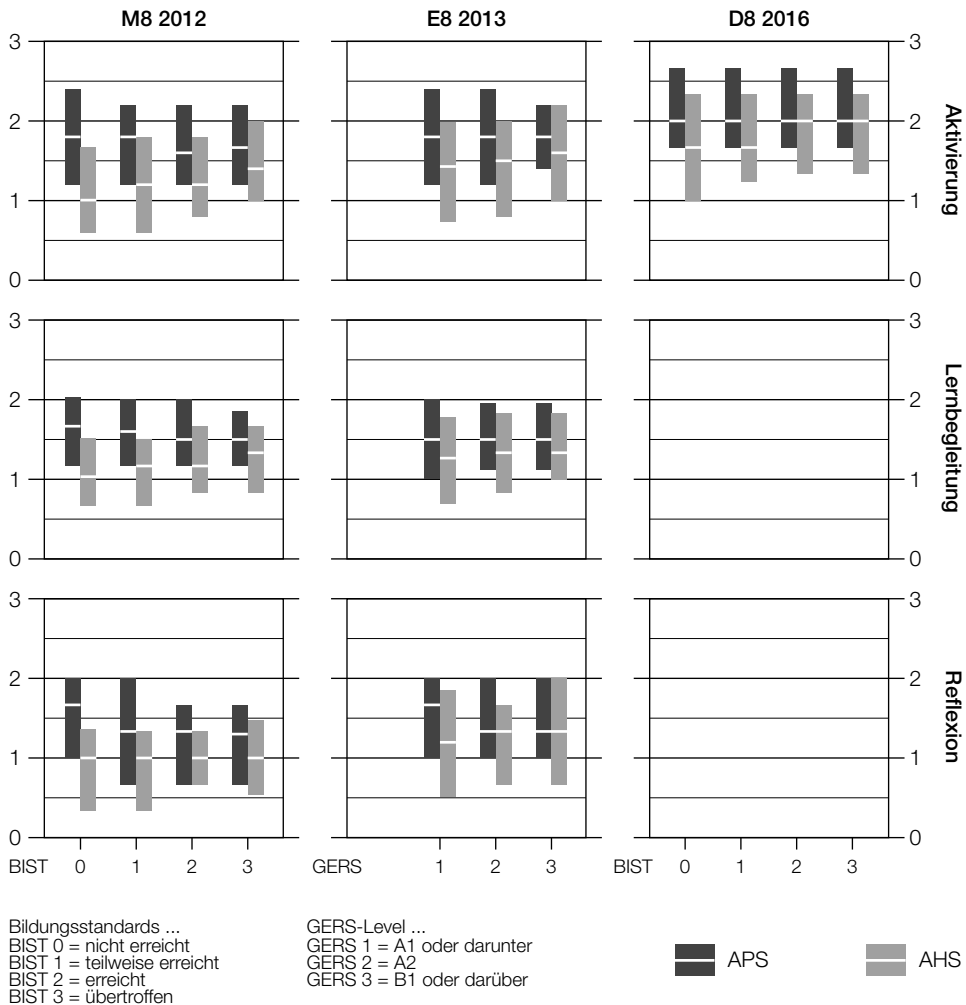 M8 2012 E8 2013 D8 2016
3 3
2 2
1 1
0 0
Aktivierung
3 3
2 2
1 1
0 0
Lernbegleitung
3 3
2 2
1 1
0 0
Reflexion
BIST 0 1 2 3 GERS 1 2 3 BIST 0 1 2 3
Bildungsstandards ...
BIST 0 = nicht erreicht
BIST 1 = teilweise erreicht
BIST 2 = erreicht
BIST 3 = übertroffen
GERS-Level ...
GERS 1 = A1 oder darunter
GERS 2 = A2
GERS 3 = B1 oder darüber
APS AHS